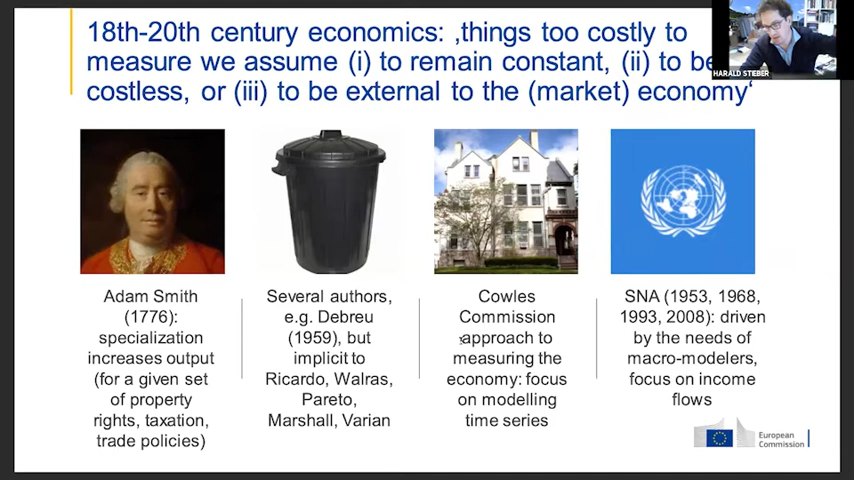 18th-20th century economics: ‚things too costly to
measure we assume (i) to remain constant, (ii) to be
costless, or (iii) to be external to the (market) economy‘
HARALD STIEBER
Adam Smith
(1776):
specialization
increases output
(for a given set
of property
rights, taxation,
trade policies)
Several authors,
e.g. Debreu
(1959), but
implicit to
Ricardo, Walras,
Pareto,
Marshall, Varian
Cowles
Commission
approach to
measuring the
economy: focus
on modelling
time series
SNA (1953, 1968,
1993, 2008): driven
by the needs of
macro-modelers,
focus on income
flows
European
Commission